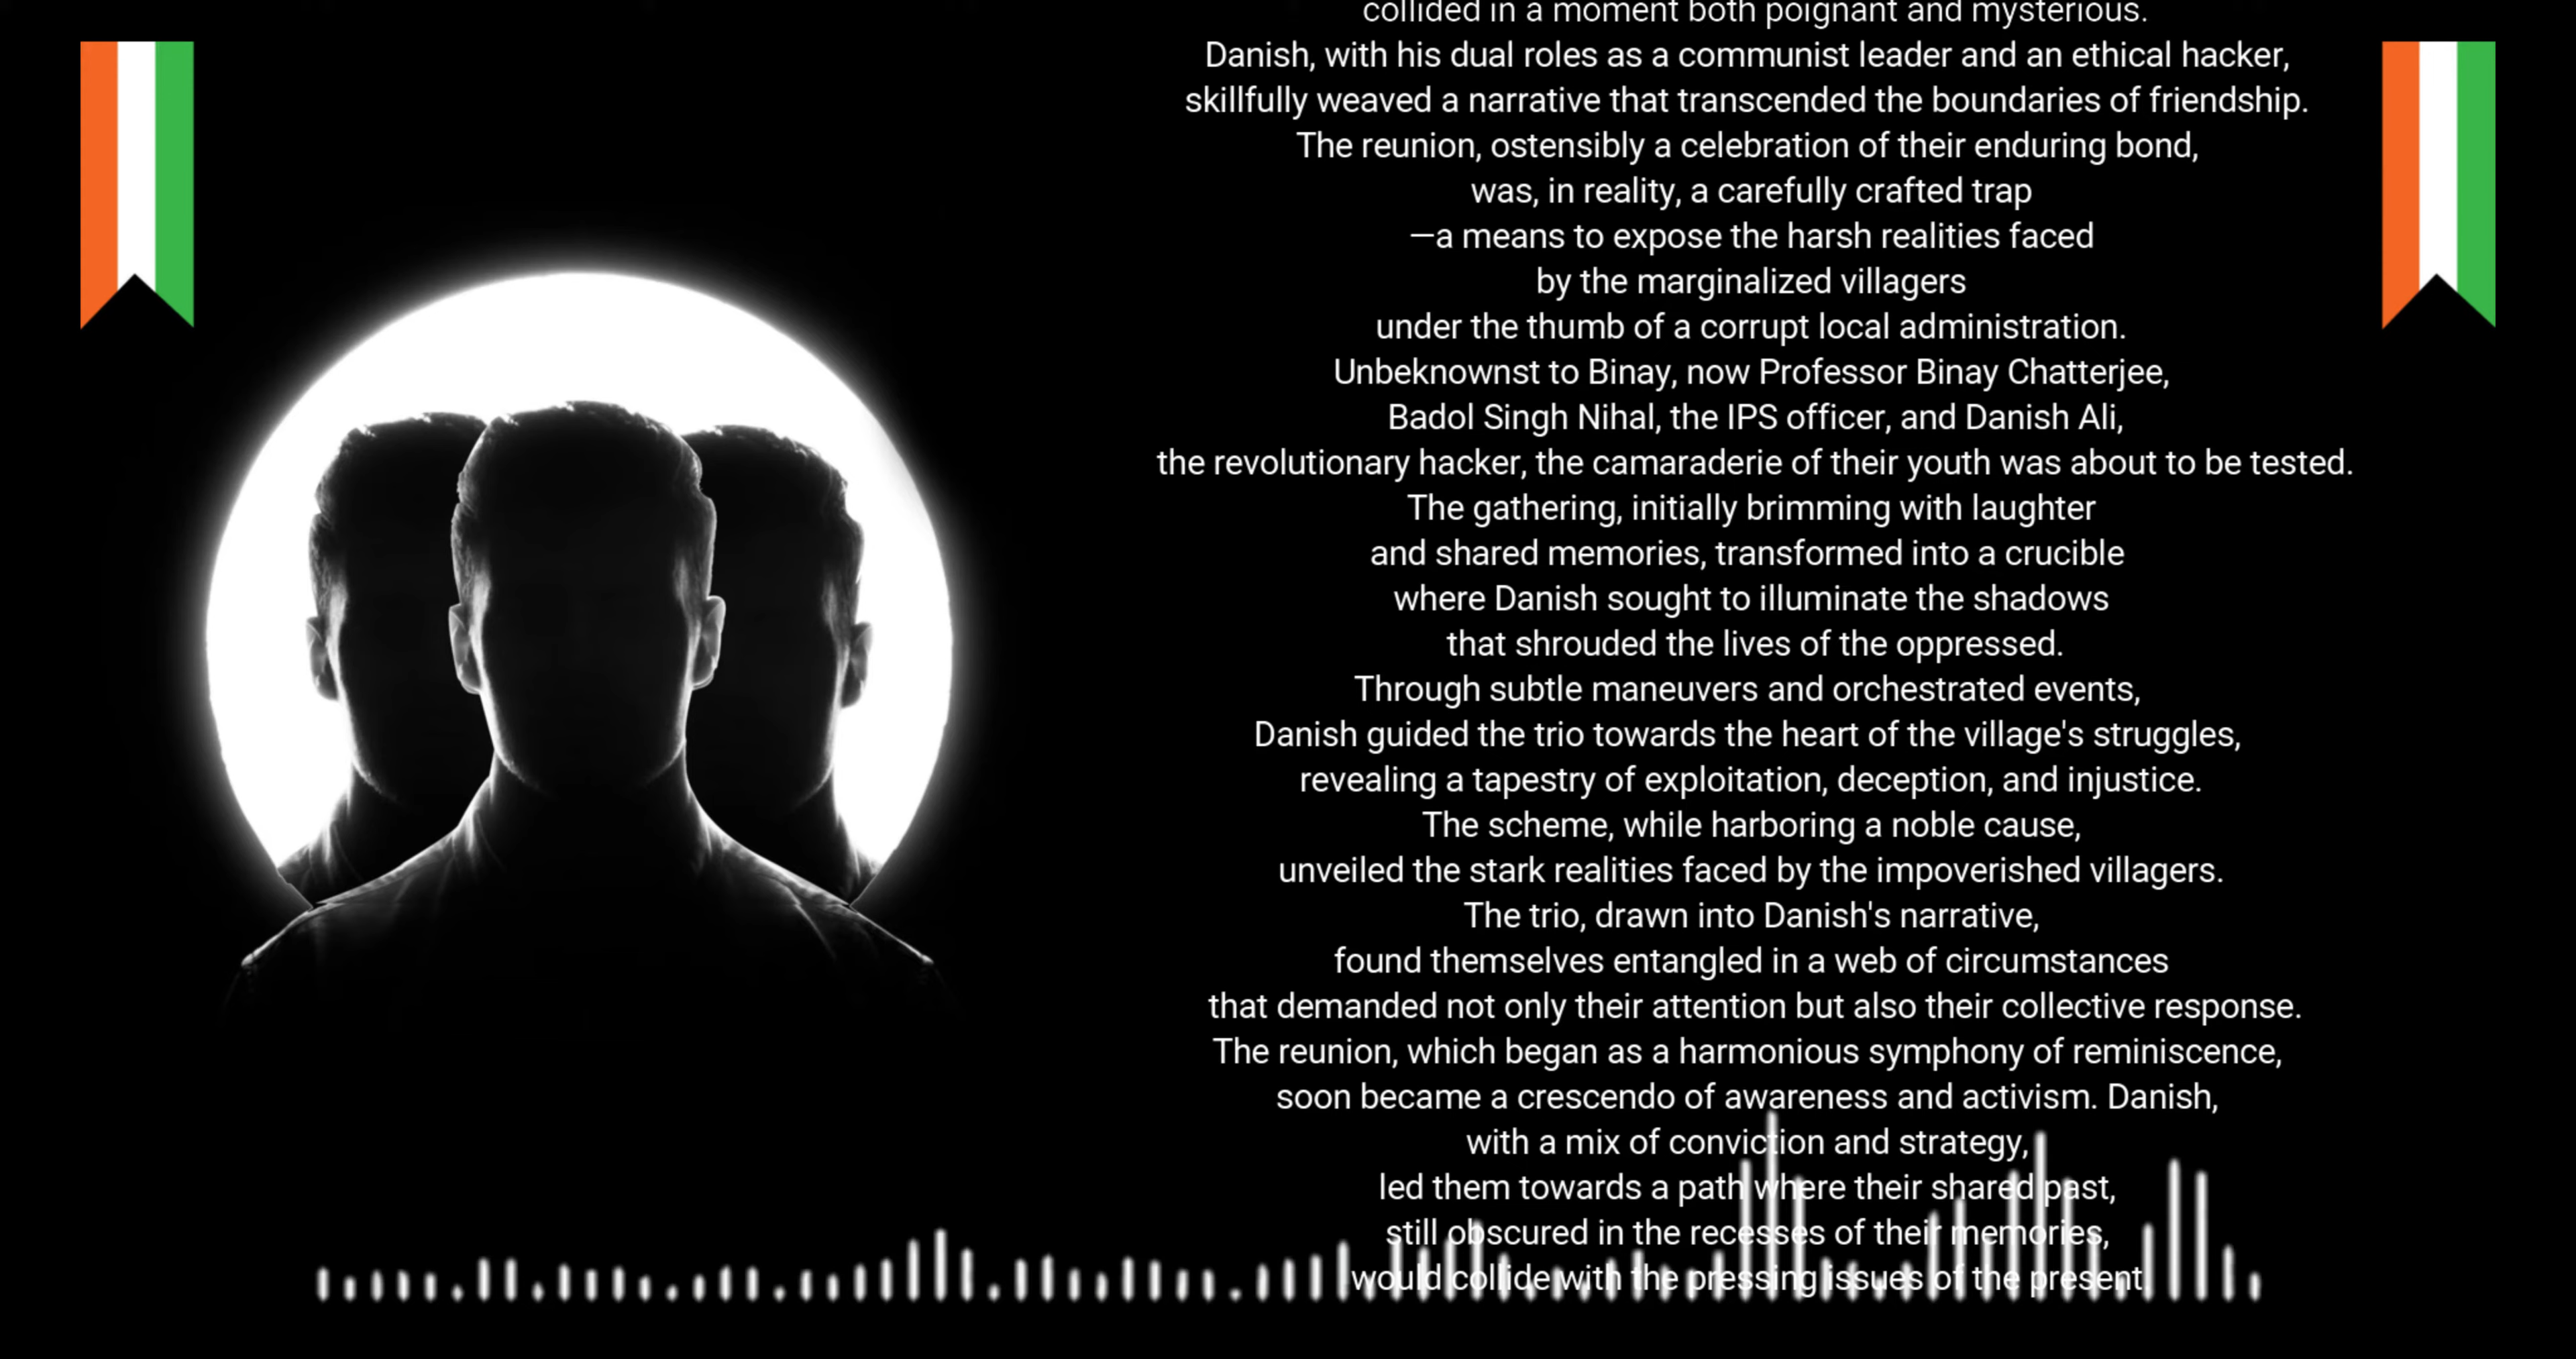 collided in a moment both poignant and mysterious.
Danish, with his dual roles as a communist leader and an ethical hacker,
skillfully weaved a narrative that transcended the boundaries of friendship.
The reunion, ostensibly a celebration of their enduring bond,
was, in reality, a carefully crafted trap
—a means to expose the harsh realities faced
by the marginalized villagers
under the thumb of a corrupt local administration.
Unbeknownst to Binay, now Professor Binay Chatterjee,
Badol Singh Nihal, the IPS officer, and Danish Ali,
the revolutionary hacker, the camaraderie of their youth was about to be tested.
The gathering, initially brimming with laughter
and shared memories, transformed into a crucible
where Danish sought to illuminate the shadows
that shrouded the lives of the oppressed.
Through subtle maneuvers and orchestrated events,
Danish guided the trio towards the heart of the village's struggles,
revealing a tapestry of exploitation, deception, and injustice.
The scheme, while harboring a noble cause,
unveiled the stark realities faced by the impoverished villagers.
The trio, drawn into Danish's narrative,
found themselves entangled in a web of circumstances
that demanded not only their attention but also their collective response.
The reunion, which began as a harmonious symphony of reminiscence,
soon became a crescendo of awareness and activism. Danish,
with a mix of conviction and strategy,
led them towards a path where their shared past,
still obscured in the recesses of their memories,
would collide with the pressing issues of the present.